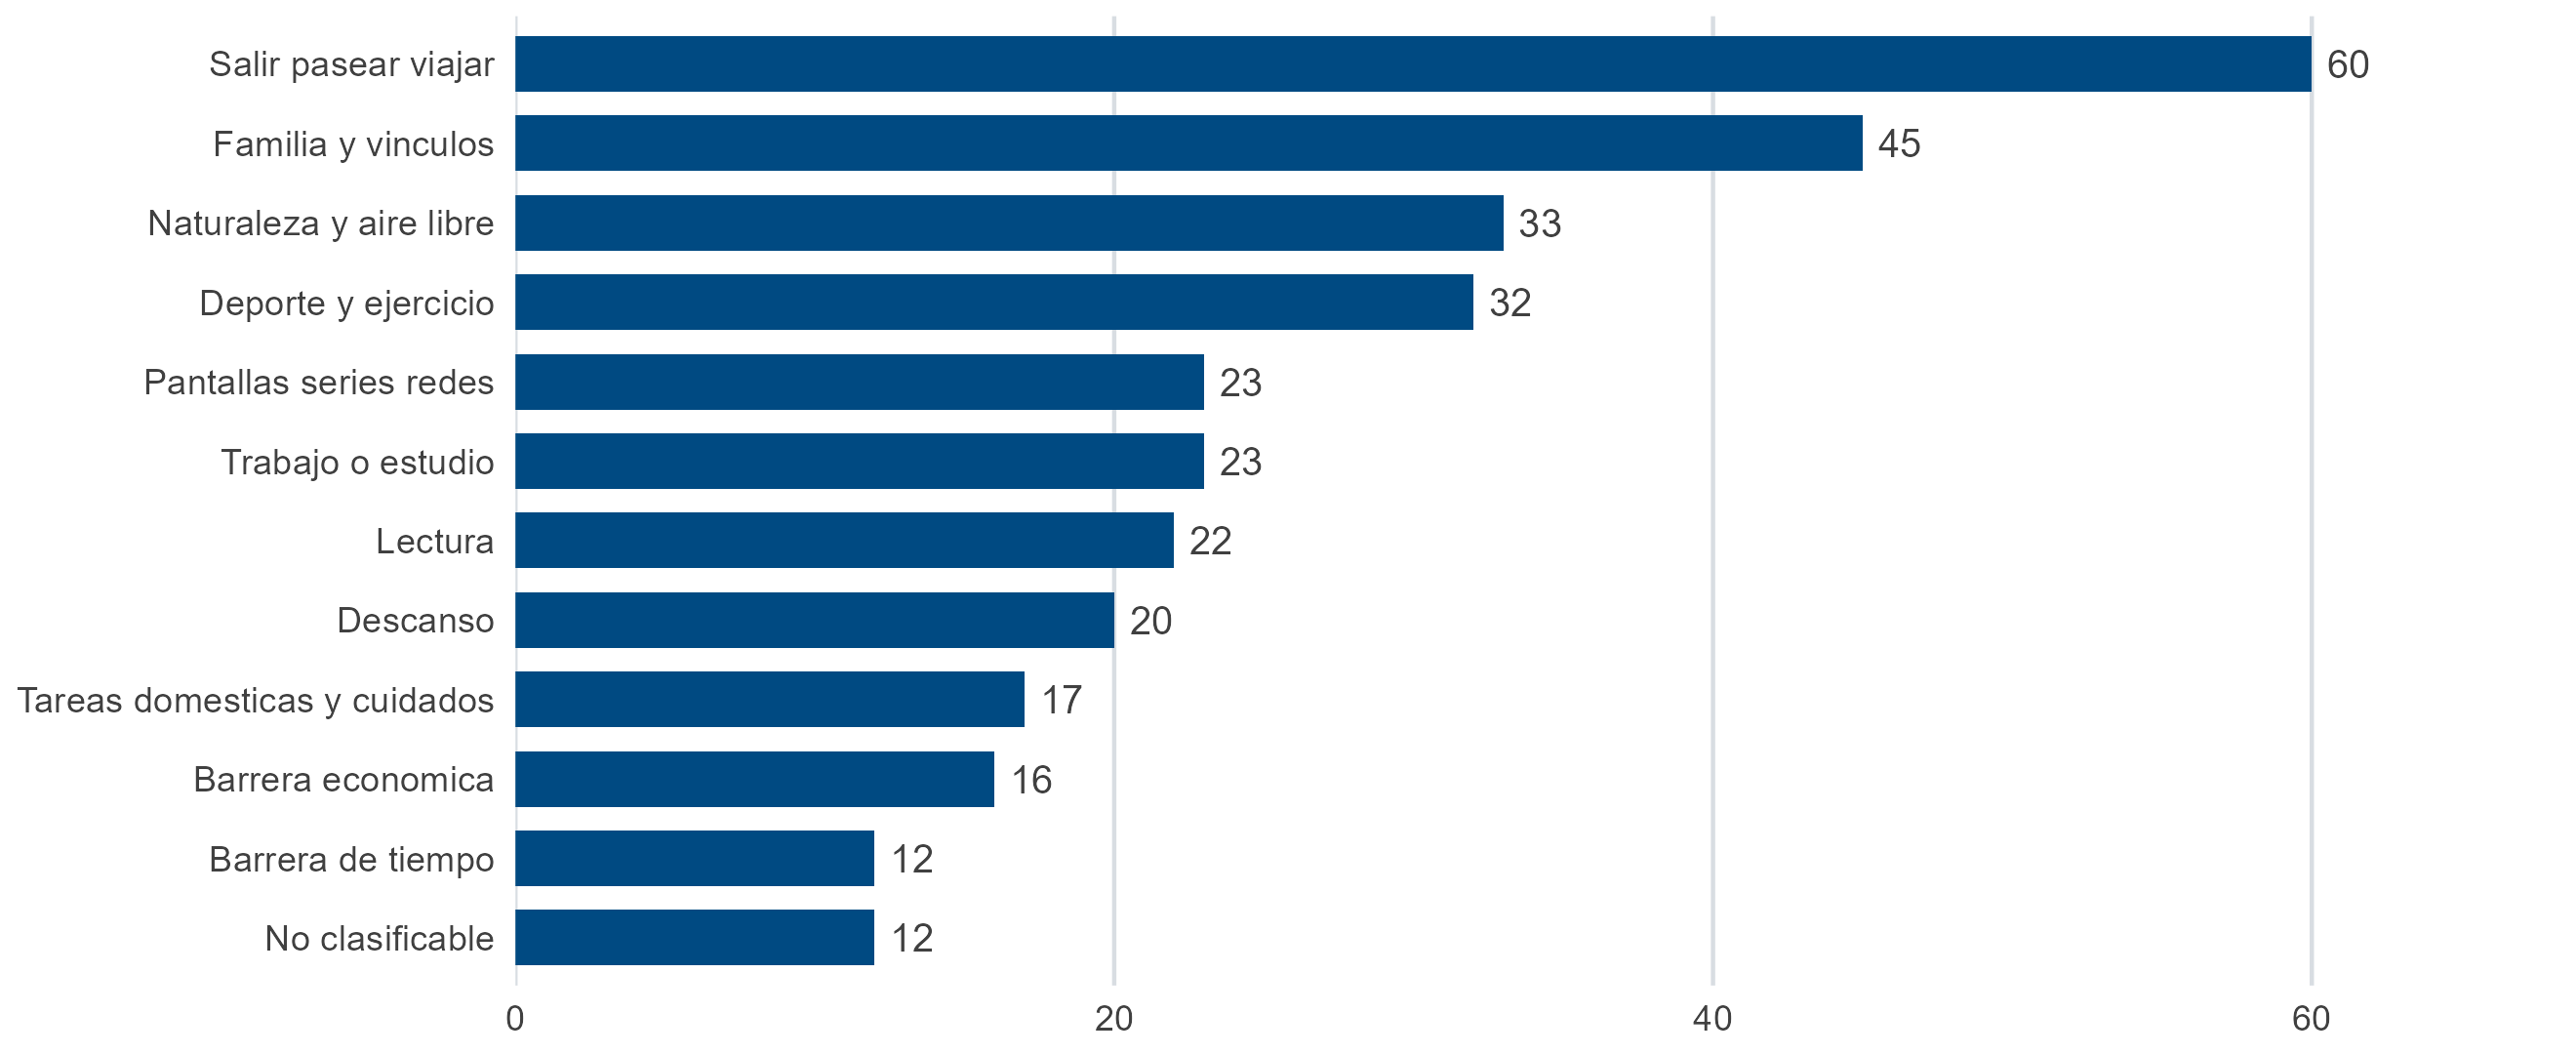 Salir pasear viajar 60
Familia y vinculos 45
Naturaleza y aire libre 33
Deporte y ejercicio 32
Pantallas series redes 23
Trabajo o estudio 23
Lectura 22
Descanso 20
Tareas domesticas y cuidados 17
Barrera economica 16
Barrera de tiempo 12
No clasificable 12
0 20 40 60